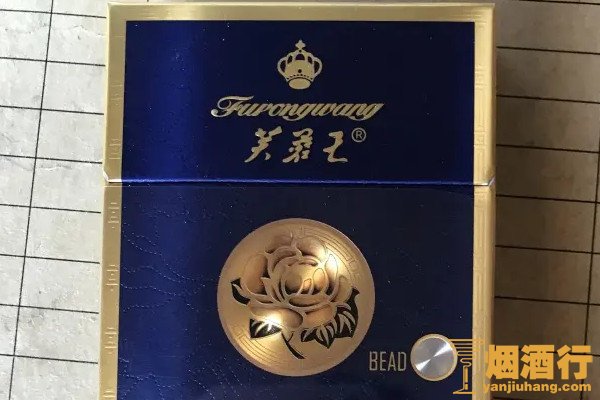 Furongwang
芙蓉王®
BEAD
烟酒行
yanjiuhang.com